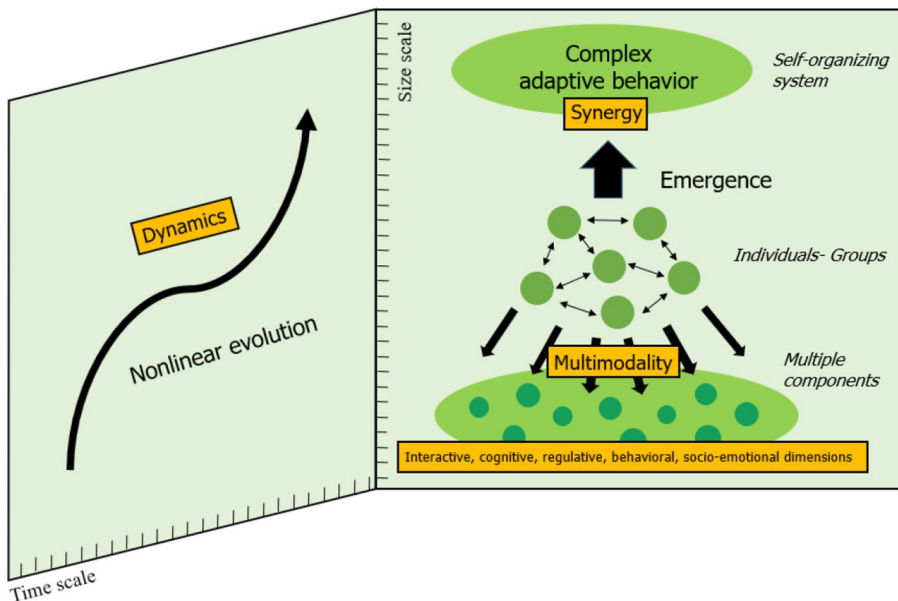 Dynamics
Nonlinear evolution
Time scale
Size scale
Complex
adaptive behavior
Synergy
Self-organizing
system
Emergence
Individuals- Groups
Multimodality
Multiple
components
Interactive, cognitive, regulative, behavioral, socio-emotional dimensions